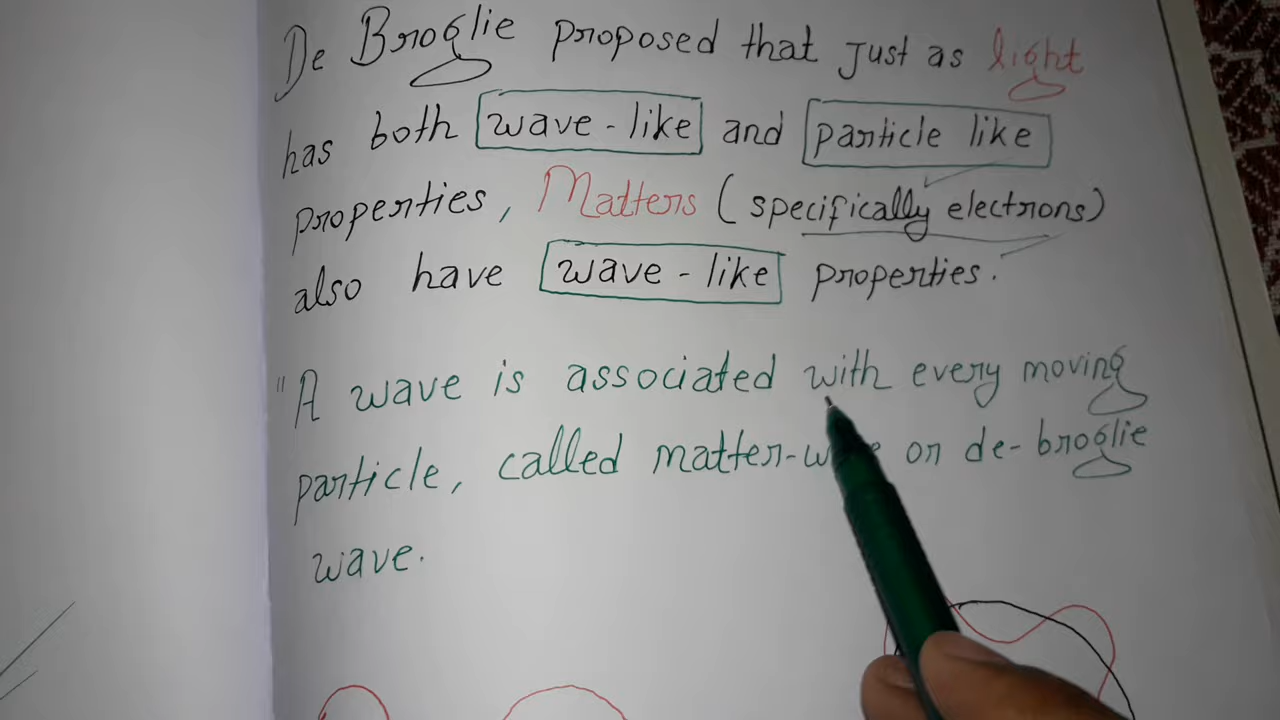 De Broglie proposed that just as light
has both wave-like and particle like
properties, Matters (specifically electrons)
also have wave-like properties.
"A wave is associated with every moving
particle, called matter- or de-broglie
wave.